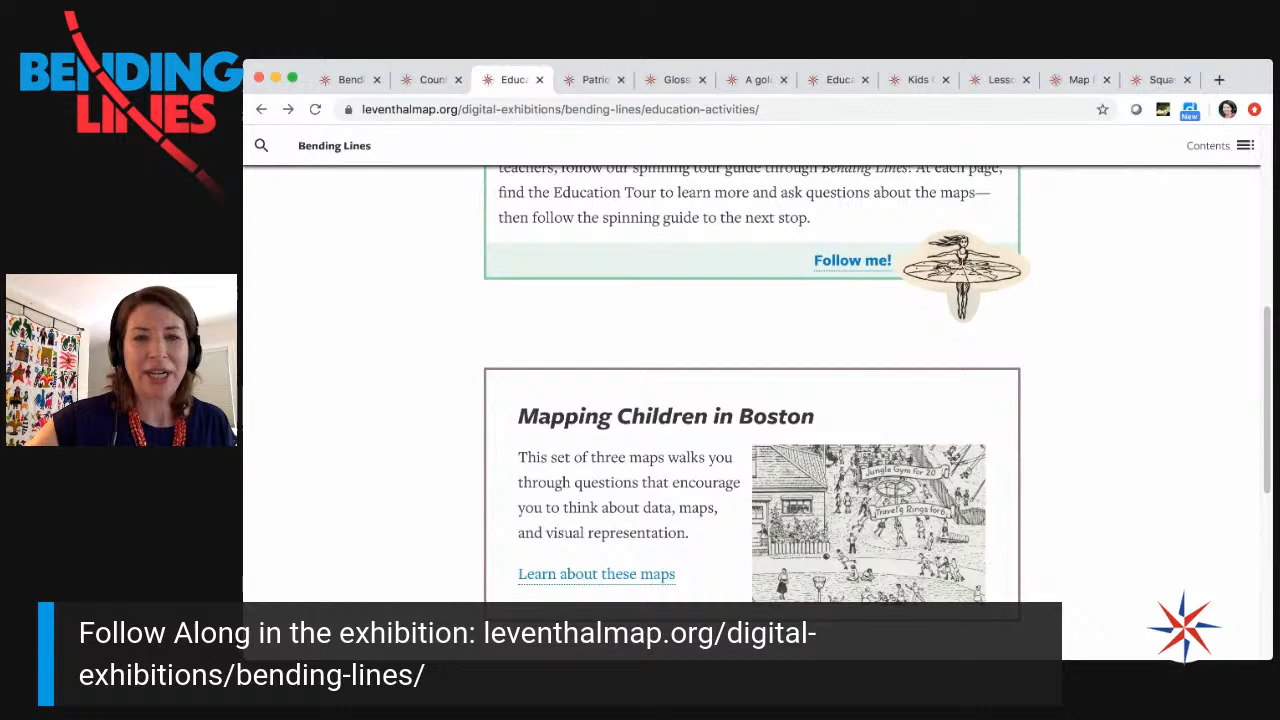 BENDING
LINES
Bendi
Coun
Educa
Patrio
Gloss
A gol
Educa
Kids
Lesso
Map
Squa
leventhalmap.org/digital-exhibitions/bending-lines/education-activities/
New
Bending Lines
Contents
teachers, follow our spinning tour guide through Bending Lines! At each page,
find the Education Tour to learn more and ask questions about the maps—
then follow the spinning guide to the next stop.
Follow me!
Mapping Children in Boston
This set of three maps walks you
through questions that encourage
you to think about data, maps,
and visual representation.
Learn about these maps
Jungle Gym for 20
Travel'g Rings for 6
Follow Along in the exhibition: leventhalmap.org/digital-
exhibitions/bending-lines/